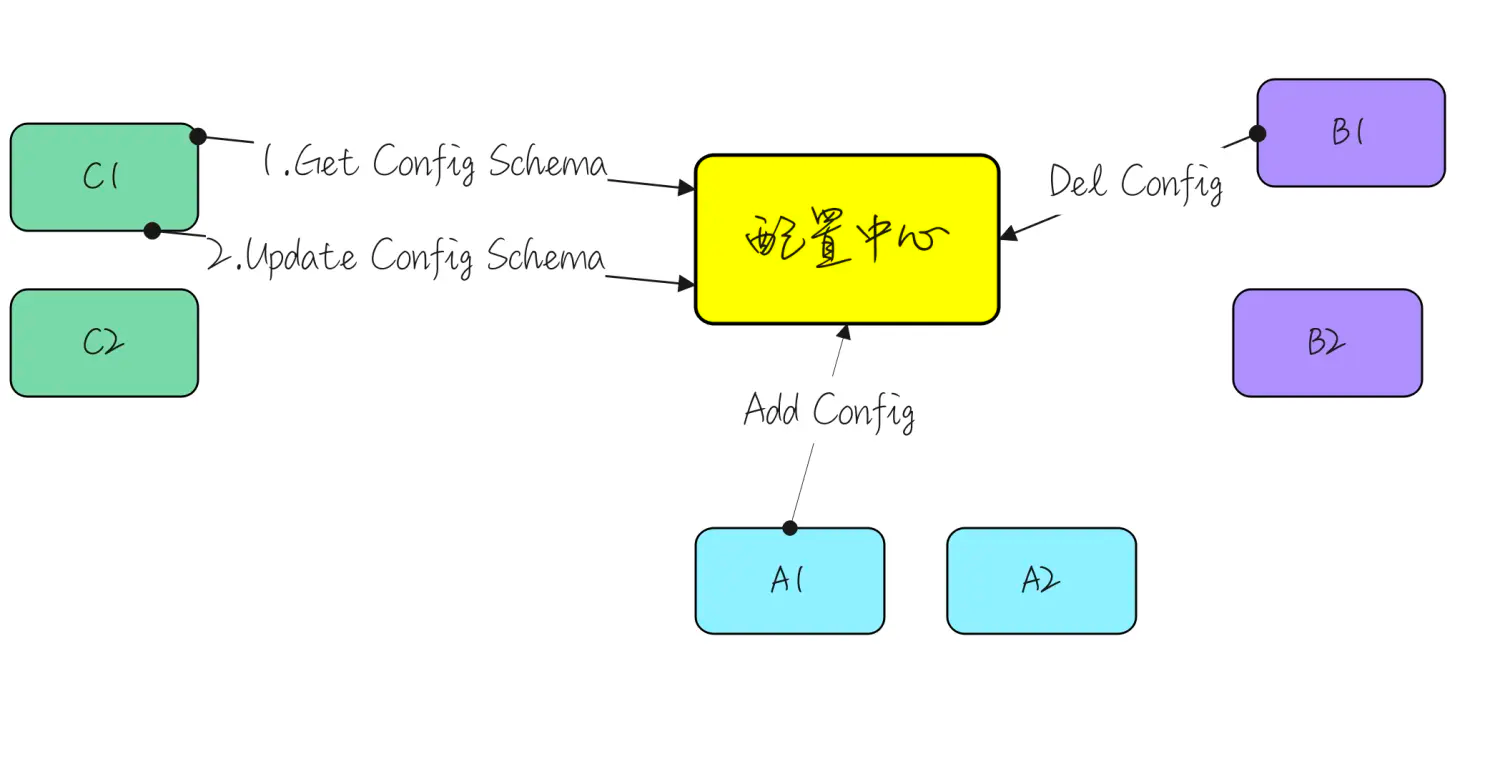 B1
C1
1.Get Config Schema
Del Config
配置中心
2.Update Config Schema
C2
B2
Add Config
A1
A2